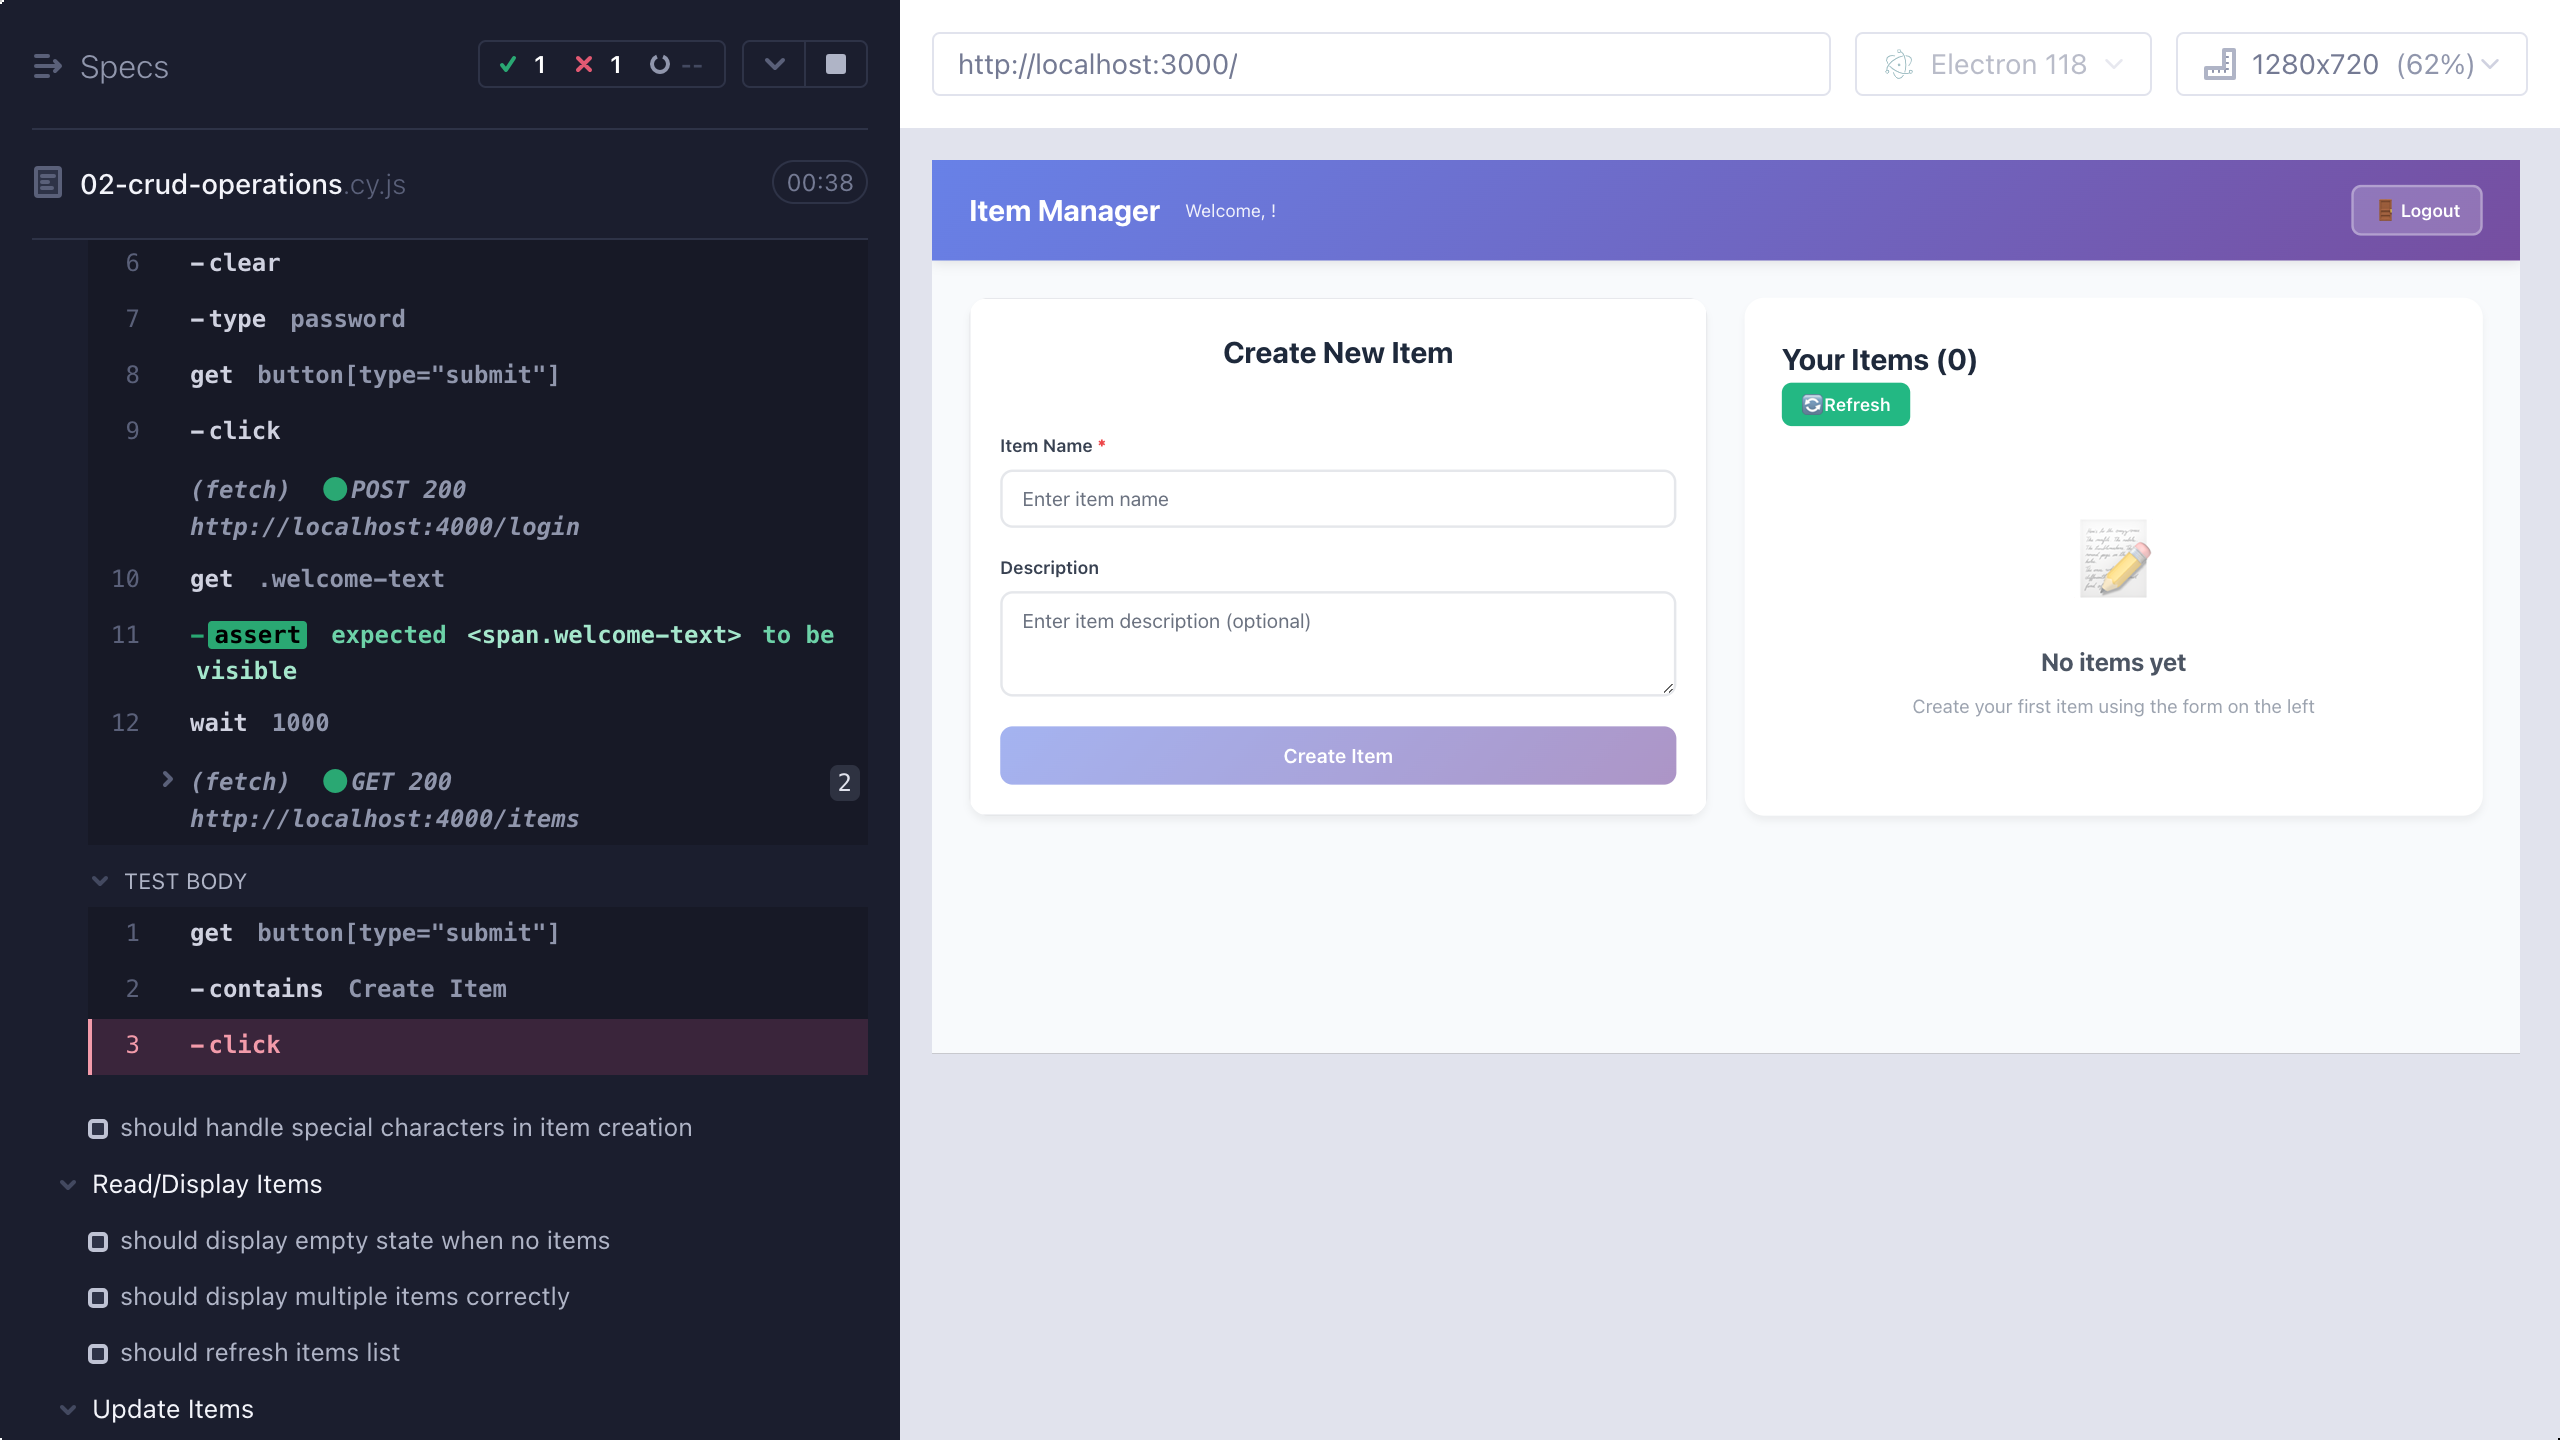 Specs
1 1 --
02-crud-operations.cy.js 00:38
6 -clear
7 -type password
8 get button[type="submit"]
9 -click
(fetch) POST 200
http://localhost:4000/login
10 get .welcome-text
11 -assert expected <span.welcome-text> to be
visible
12 wait 1000
(fetch) GET 200 2
http://localhost:4000/items
TEST BODY
1 get button[type="submit"]
2 -contains Create Item
3 -click
should handle special characters in item creation
Read/Display Items
should display empty state when no items
should display multiple items correctly
should refresh items list
Update Items
http://localhost:3000/
Electron 118
1280x720 (62%)
Item Manager Welcome, !
Logout
Create New Item
Item Name *
Enter item name
Description
Enter item description (optional)
Create Item
Your Items (0)
Refresh
No items yet
Create your first item using the form on the left